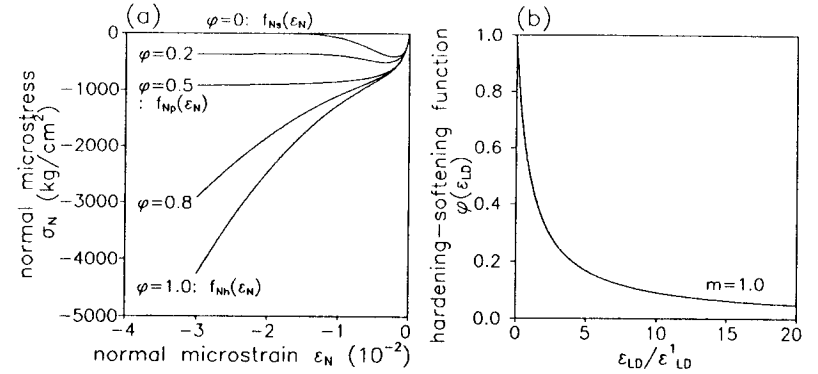 (a)
φ=0: f_Ns(ε_N)
0
φ=0.2
-1000
φ=0.5
: f_Np(ε_N)
-2000
-3000
φ=0.8
-4000
φ=1.0: f_Nh(ε_N)
-5000
-4 -3 -2 -1 0
normal microstrain ε_N (10^-2)
normal microstress
σ_N (kg/cm^2)
(b)
1.0
0.8
0.6
0.4
0.2
0.0
m=1.0
0 5 10 15 20
ε_LD/ε^1_LD
hardening-softening function
φ(ε_LD)